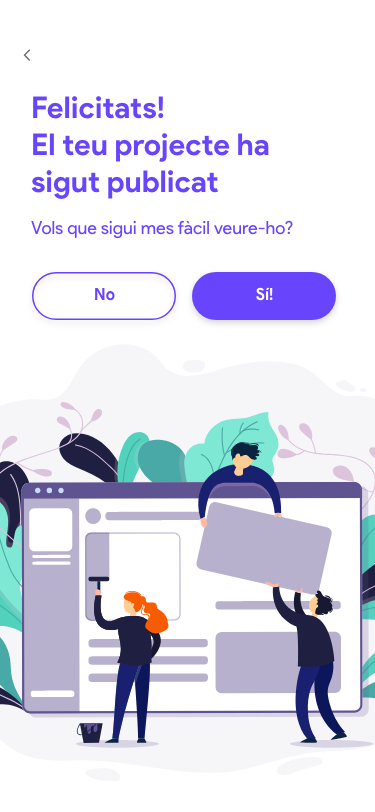 Felicitats!
El teu projecte ha
sigut publicat
Vols que sigui mes fàcil veure-ho?
No
Sí!